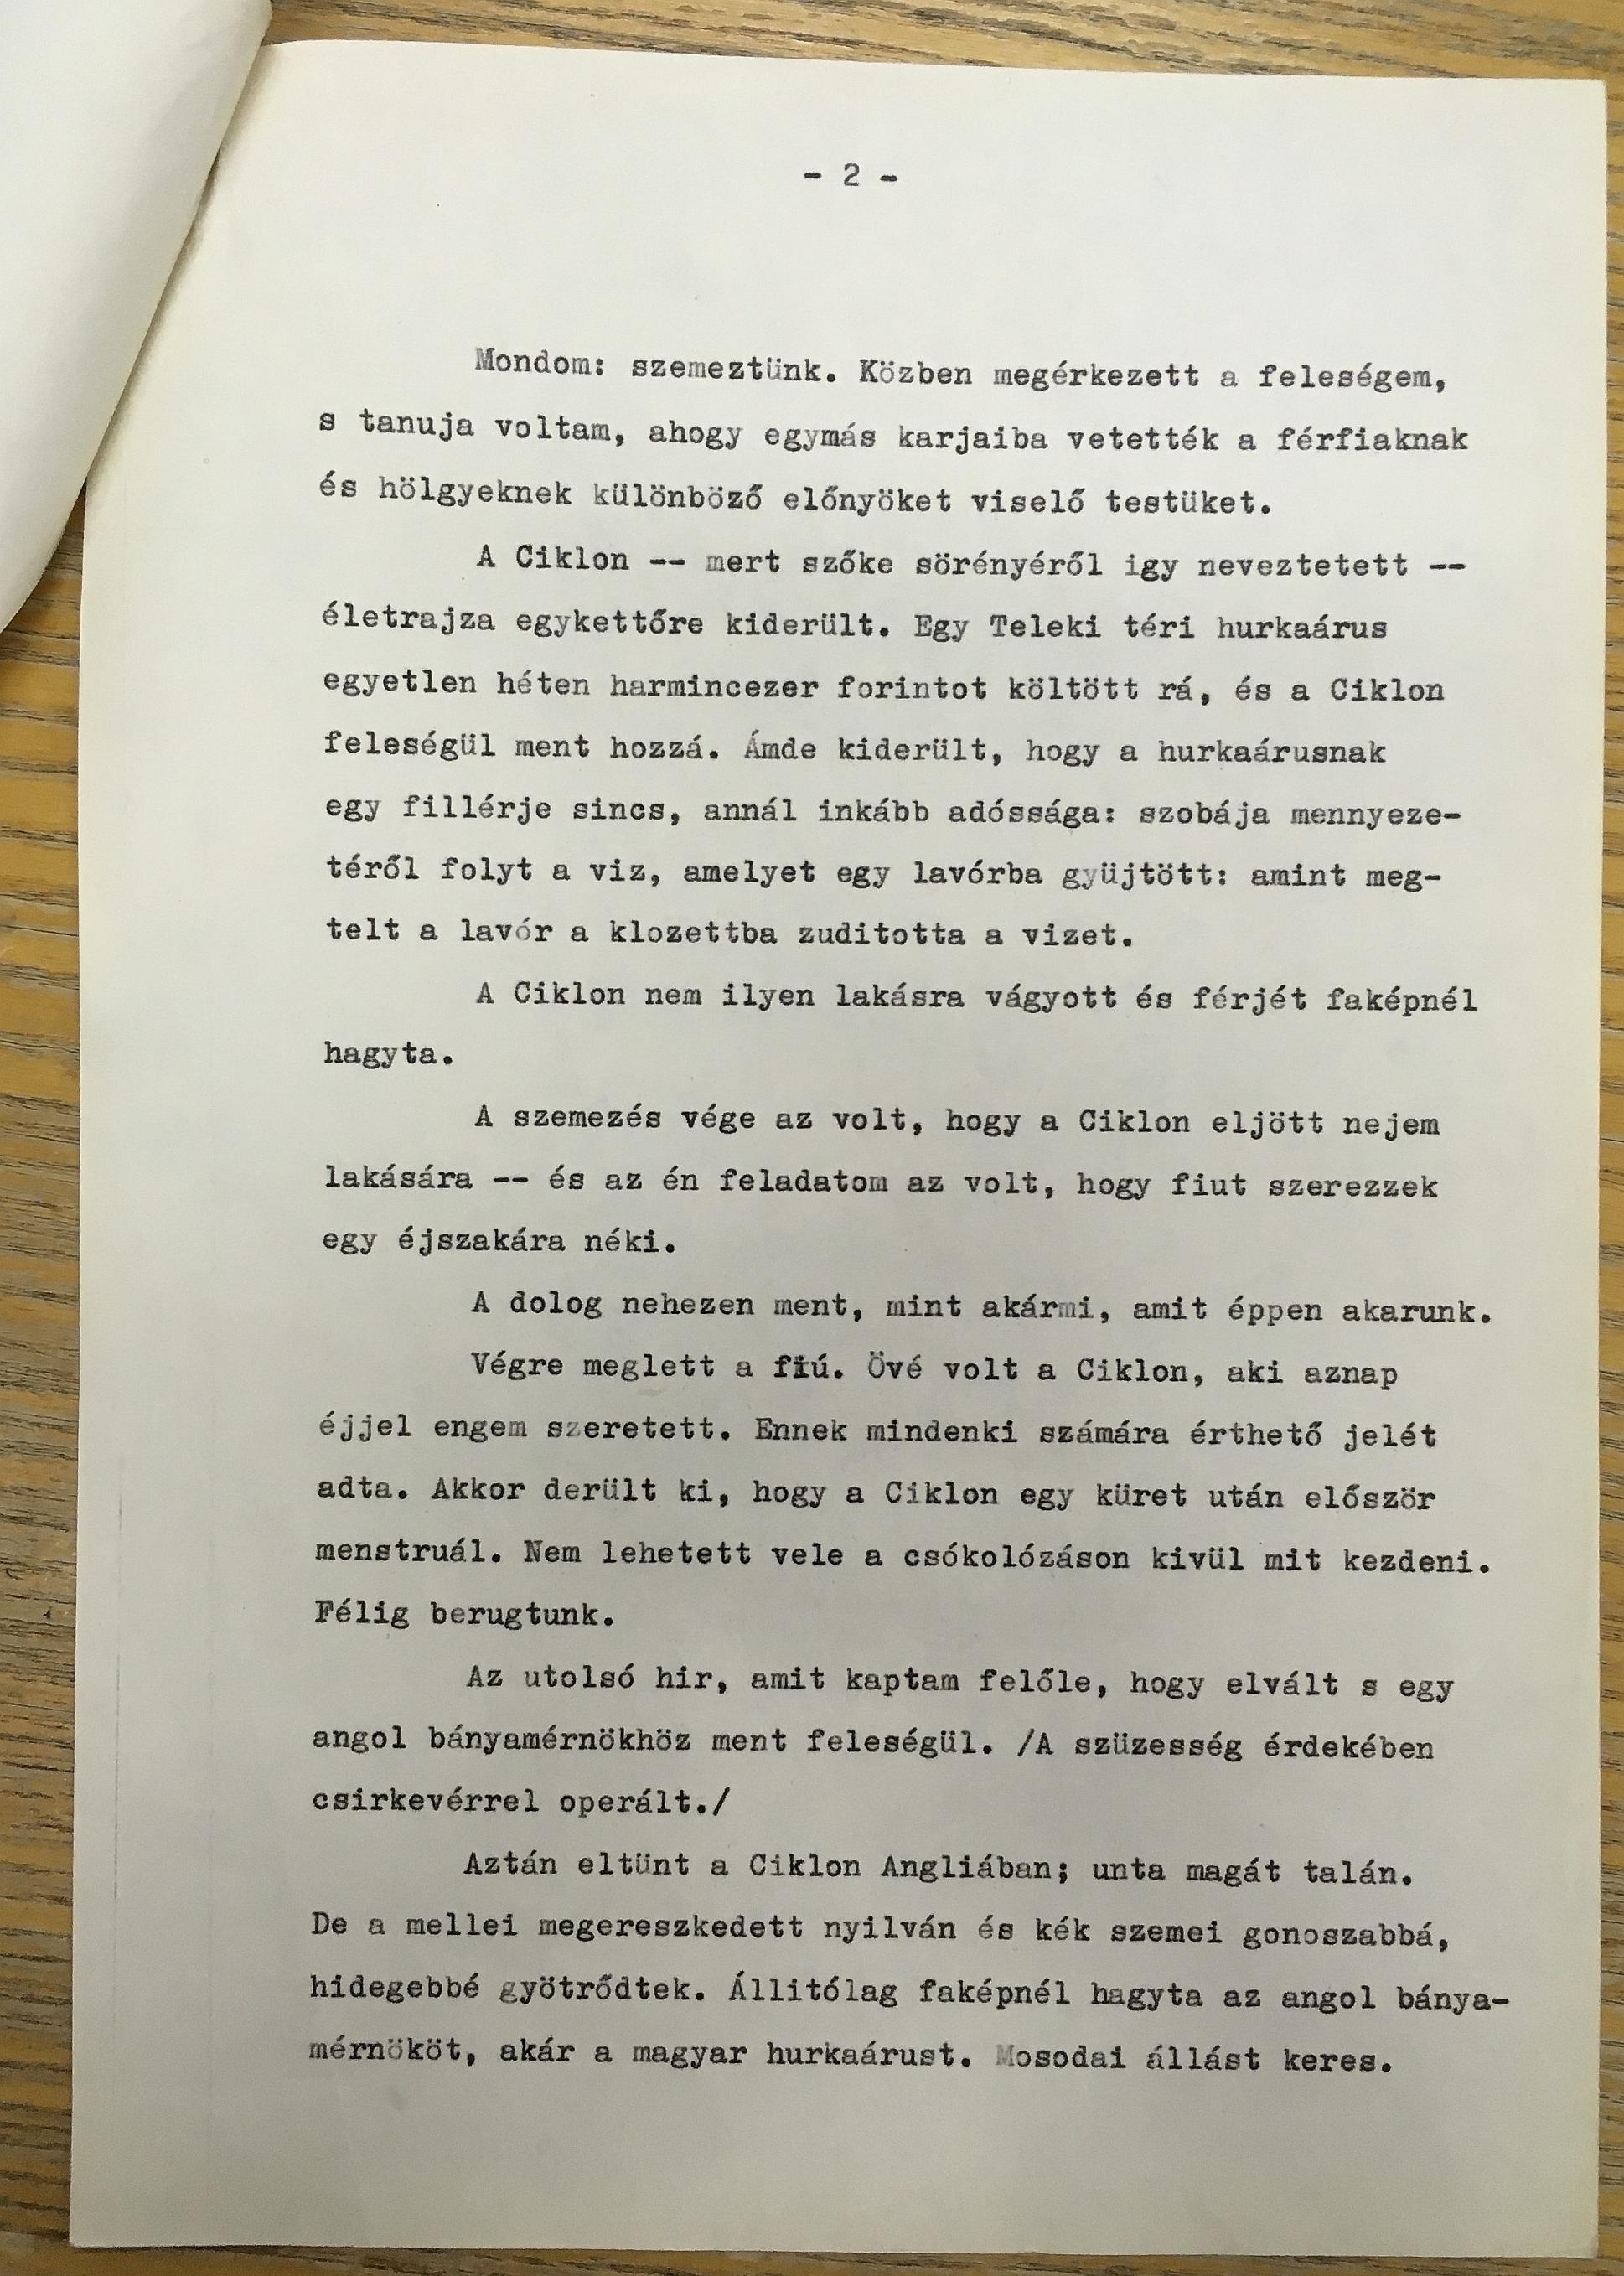 - 2 -
Mondom: szemeztünk. Közben megérkezett a feleségem,
s tanuja voltam, ahogy egymás karjaiba vetették a férfiaknak
és hölgyeknek különböző előnyöket viselő testüket.
A Ciklon -- mert szőke sörényéről igy neveztetett --
életrajza egykettőre kiderült. Egy Teleki téri hurkaárus
egyetlen héten harmincezer forintot költött rá, és a Ciklon
feleségül ment hozzá. Ámde kiderült, hogy a hurkaárusnak
egy fillérje sincs, annál inkább adóssága: szobája mennyeze-
téről folyt a viz, amelyet egy lavórba gyüjtött: amint meg-
telt a lavór a klozettba zuditotta a vizet.
A Ciklon nem ilyen lakásra vágyott és férjét faképnél
hagyta.
A szemezés vége az volt, hogy a Ciklon eljött nejem
lakására -- és az én feladatom az volt, hogy fiut szerezzek
egy éjszakára néki.
A dolog nehezen ment, mint akármi, amit éppen akarunk.
Végre meglett a fiú. Övé volt a Ciklon, aki aznap
éjjel engem szeretett. Ennek mindenki számára érthető jelét
adta. Akkor derült ki, hogy a Ciklon egy küret után először
menstruál. Nem lehetett vele a csókolózáson kivül mit kezdeni.
Félig berugtunk.
Az utolsó hir, amit kaptam felőle, hogy elvált s egy
angol bányamérnökhöz ment feleségül. /A szüzesség érdekében
csirkevérrel operált./
Aztán eltünt a Ciklon Angliában; unta magát talán.
De a mellei megereszkedett nyilván és kék szemei gonoszabbá,
hidegebbé gyötrődtek. Állitólag faképnél hagyta az angol bánya-
mérnököt, akár a magyar hurkaárust. Mosodai állást keres.